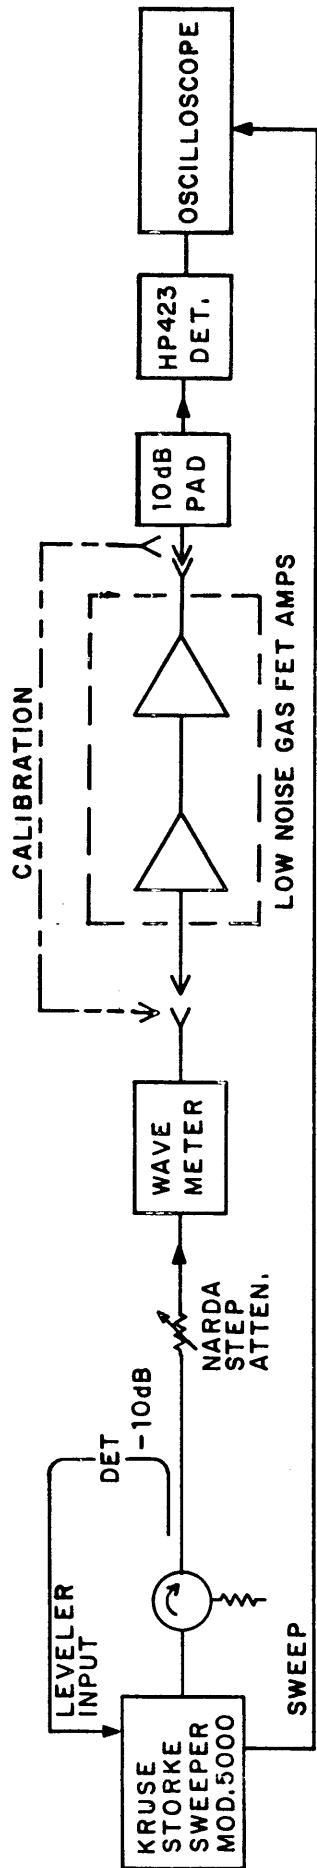 KRUSE
STORKE
SWEEPER
MOD.5000
LEVELER
INPUT
DET
-10dB
SWEEP
NARDA
STEP
ATTEN.
WAVE
METER
CALIBRATION
LOW NOISE GAS FET AMPS
10dB
PAD
HP423
DET.
OSCILLOSCOPE